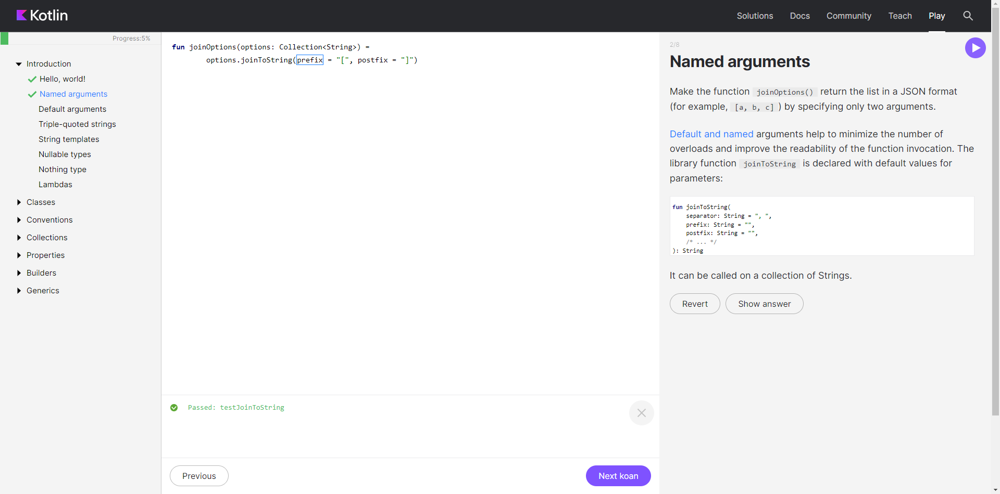 Kotlin
Solutions
Docs
Community
Teach
Play
Progress:5%
Introduction
Hello, world!
Named arguments
Default arguments
Triple-quoted strings
String templates
Nullable types
Nothing type
Lambdas
Classes
Conventions
Collections
Properties
Builders
Generics
fun joinOptions(options: Collection<String>) =
options.joinToString(prefix = "[", postfix = "]")
Passed: testJoinToString
Previous
Next koan
2/8
Named arguments
Make the function joinOptions() return the list in a JSON format
(for example, [a, b, c] ) by specifying only two arguments.
Default and named arguments help to minimize the number of
overloads and improve the readability of the function invocation. The
library function joinToString is declared with default values for
parameters:
fun joinToString(
separator: String = ", ",
prefix: String = "",
postfix: String = "",
/* ... */
): String
It can be called on a collection of Strings.
Revert
Show answer